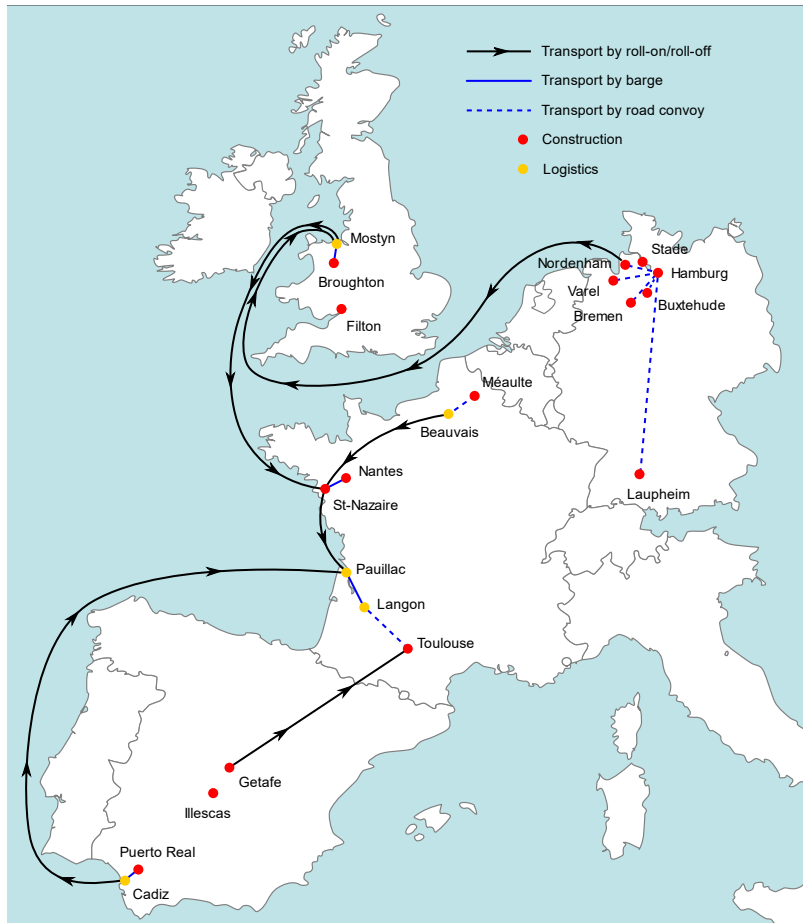 Transport by roll-on/roll-off
Transport by barge
Transport by road convoy
Construction
Logistics
Mostyn
Broughton
Filton
Stade
Nordenham
Hamburg
Varel
Buxtehude
Bremen
Méaulte
Beauvais
Nantes
Laupheim
St-Nazaire
Pauillac
Langon
Toulouse
Getafe
Illescas
Puerto Real
Cadiz